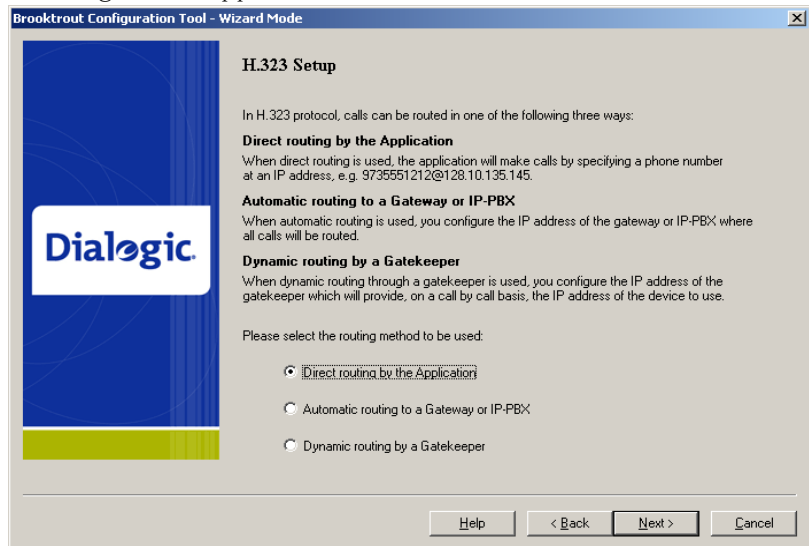 Brooktrout Configuration Tool - Wizard Mode
H.323 Setup
In H.323 protocol, calls can be routed in one of the following three ways:
Direct routing by the Application
When direct routing is used, the application will make calls by specifying a phone number
at an IP address, e.g. 9735551212@128.10.135.145.
Automatic routing to a Gateway or IP-PBX
When automatic routing is used, you configure the IP address of the gateway or IP-PBX where
all calls will be routed.
Dynamic routing by a Gatekeeper
When dynamic routing through a gatekeeper is used, you configure the IP address of the
gatekeeper which will provide, on a call by call basis, the IP address of the device to use.
Dialogic.
Please select the routing method to be used:
Direct routing by the Application
Automatic routing to a Gateway or IP-PBX
Dynamic routing by a Gatekeeper
Help
< Back
Next >
Cancel